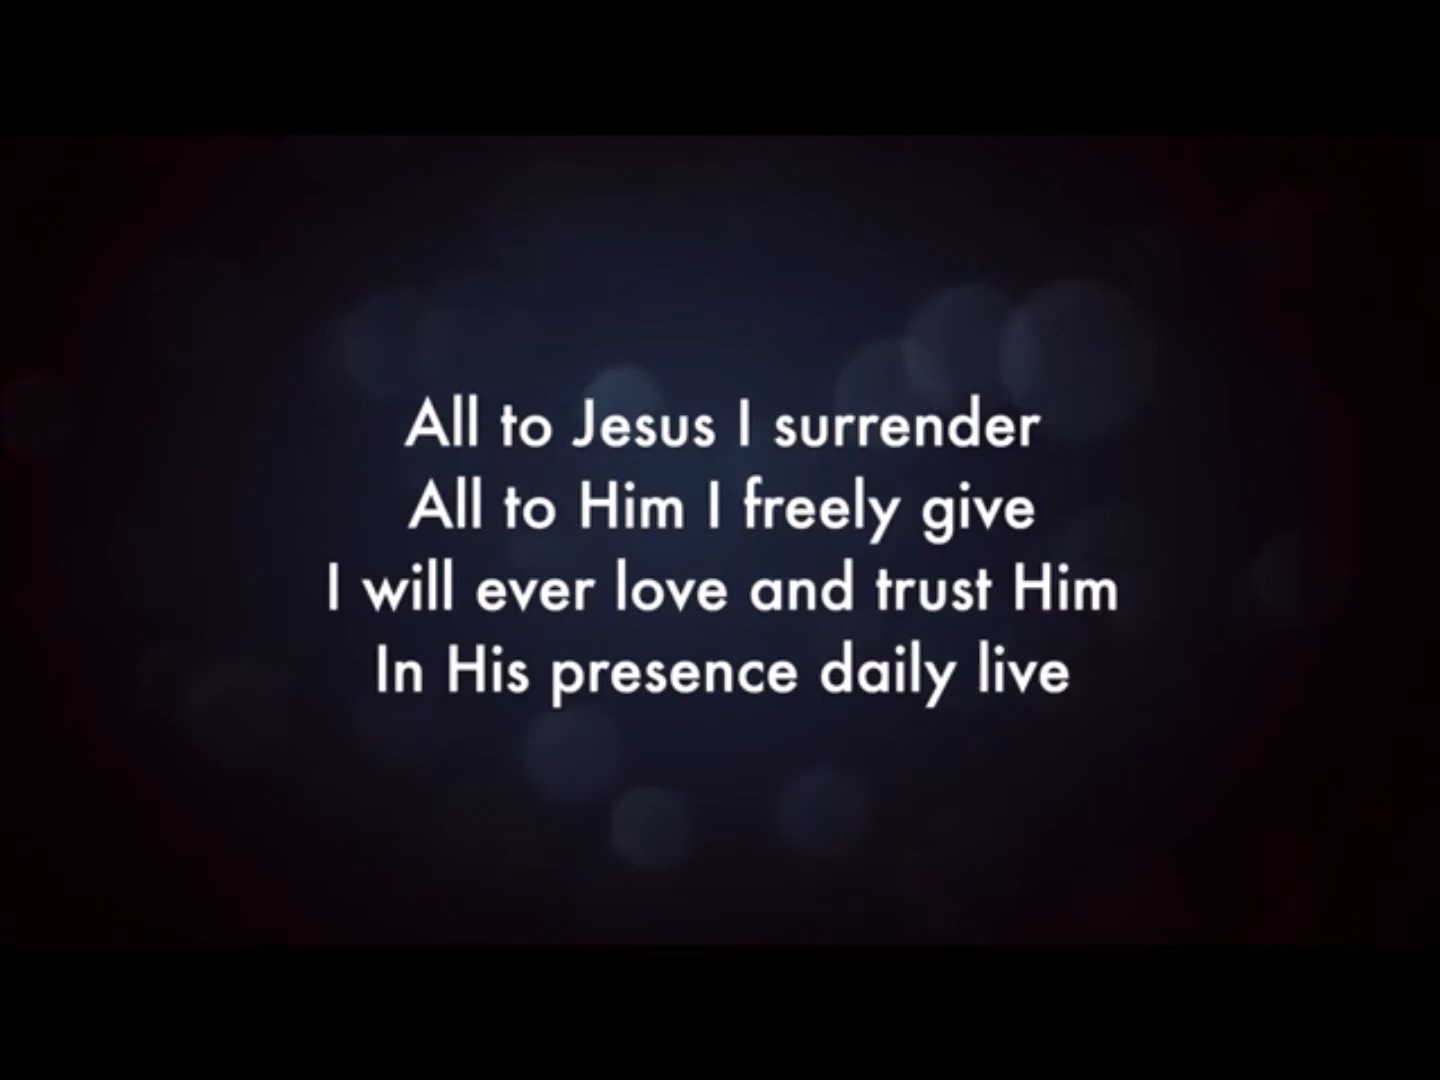 All to Jesus I surrender
All to Him I freely give
I will ever love and trust Him
In His presence daily live